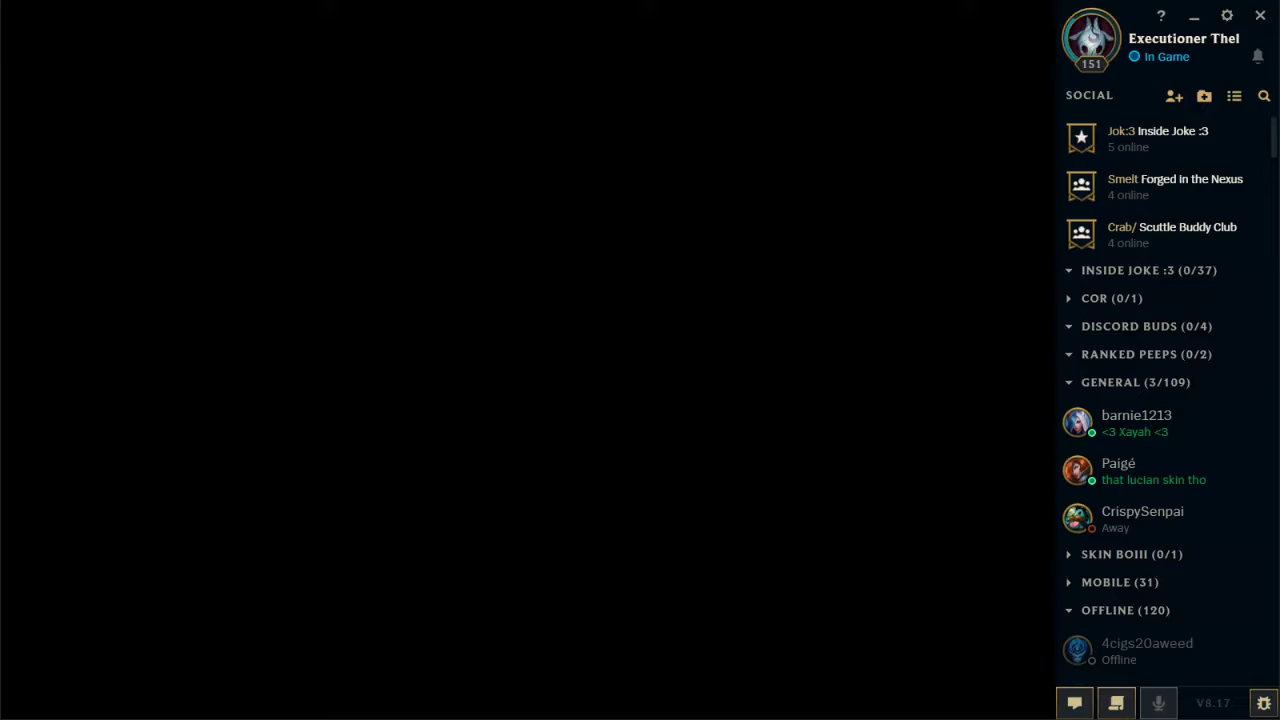 ?
Executioner Thel
151
In Game
SOCIAL
Jok:3 Inside Joke :3
5 online
Smelt Forged in the Nexus
4 online
Crab/ Scuttle Buddy Club
4 online
INSIDE JOKE :3 (0/37)
COR (0/1)
DISCORD BUDS (0/4)
RANKED PEEPS (0/2)
GENERAL (3/109)
barnie1213
<3 Xayah <3
Paigé
that lucian skin tho
CrispySenpai
Away
SKIN BOIII (0/1)
MOBILE (31)
OFFLINE (120)
4cigs20aweed
Offline
V8.17